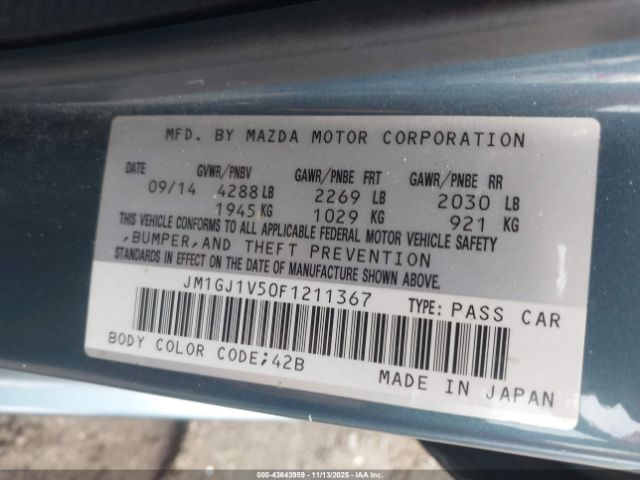 MFD. BY MAZDA MOTOR CORPORATION
DATE GVWR/PNBV GAWR/PNBE FRT GAWR/PNBE RR
09/14 4288 LB 2269 LB 2030 LB
1945 KG 1029 KG 921 KG
THIS VEHICLE CONFORMS TO ALL APPLICABLE FEDERAL MOTOR VEHICLE SAFETY
,BUMPER,AND THEFT PREVENTION
STANDARDS IN EFFECT ON THE DATE OF MANUFACTURE SHOWN ABOVE.
JM1GJ1V50F1211367 TYPE: PASS CAR
BODY COLOR CODE;42B
MADE IN JAPAN
000-43643959 - 11/13/2025 - IAAI.COM